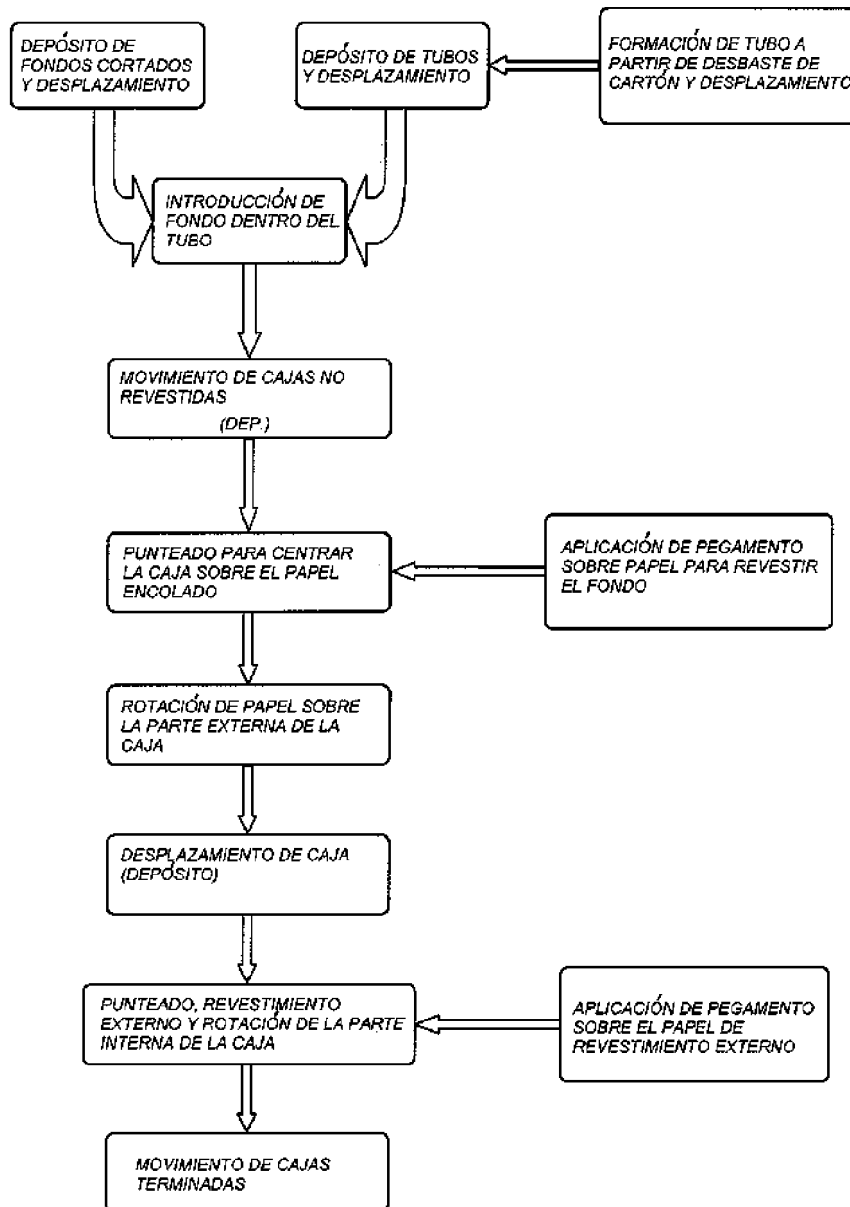 DEPÓSITO DE
FONDOS CORTADOS
Y DESPLAZAMIENTO
DEPÓSITO DE TUBOS
Y DESPLAZAMIENTO
FORMACIÓN DE TUBO A
PARTIR DE DESBASTE DE
CARTÓN Y DESPLAZAMIENTO
INTRODUCCIÓN DE
FONDO DENTRO DEL
TUBO
MOVIMIENTO DE CAJAS NO
REVESTIDAS
(DEP.)
PUNTEADO PARA CENTRAR
LA CAJA SOBRE EL PAPEL
ENCOLADO
APLICACIÓN DE PEGAMENTO
SOBRE PAPEL PARA REVESTIR
EL FONDO
ROTACIÓN DE PAPEL SOBRE
LA PARTE EXTERNA DE LA
CAJA
DESPLAZAMIENTO DE CAJA
(DEPÓSITO)
PUNTEADO, REVESTIMIENTO
EXTERNO Y ROTACIÓN DE LA PARTE
INTERNA DE LA CAJA
APLICACIÓN DE PEGAMENTO
SOBRE EL PAPEL DE
REVESTIMIENTO EXTERNO
MOVIMIENTO DE CAJAS
TERMINADAS